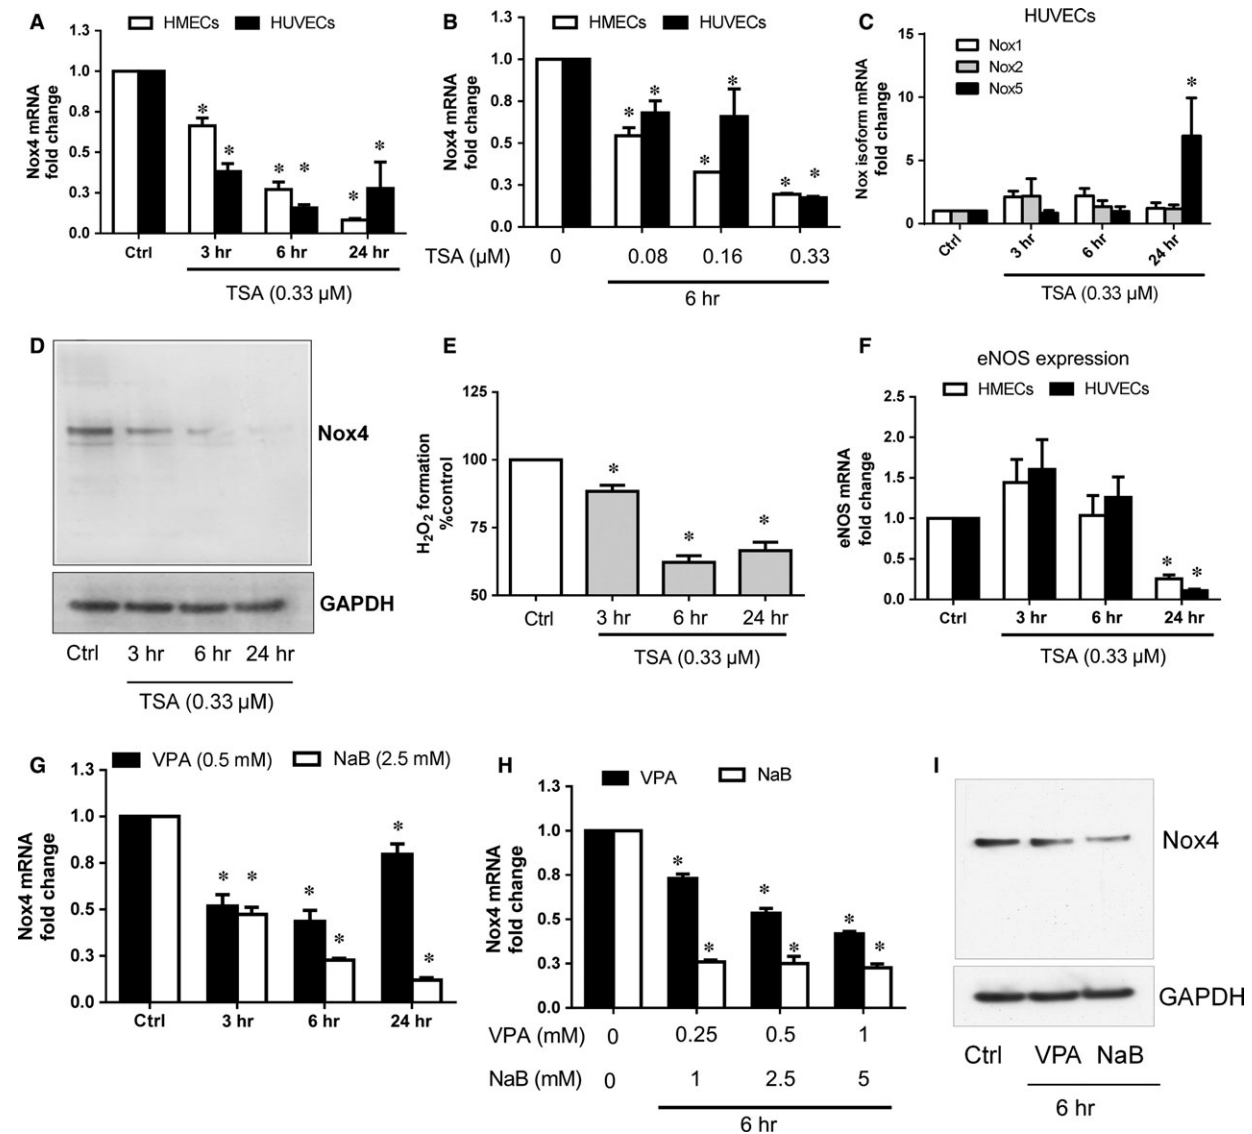 A
HMECs HUVECs
Nox4 mRNA
fold change
1.3
1.0
0.8
0.5
0.3
0.0
* * * * * *
Ctrl 3 hr 6 hr 24 hr
TSA (0.33 µM)
B
HMECs HUVECs
Nox4 mRNA
fold change
1.3
1.0
0.8
0.5
0.3
0.0
* * * * * *
TSA (µM) 0 0.08 0.16 0.33
6 hr
C
HUVECs
Nox1
Nox2
Nox5
Nox isoform mRNA
fold change
15
10
5
0
*
Ctrl 3 hr 6 hr 24 hr
TSA (0.33 µM)
D
Nox4
GAPDH
Ctrl 3 hr 6 hr 24 hr
TSA (0.33 µM)
E
H₂O₂ formation
%control
125
100
75
50
* * *
Ctrl 3 hr 6 hr 24 hr
TSA (0.33 µM)
F
eNOS expression
HMECs HUVECs
eNOS mRNA
fold change
2.5
2.0
1.5
1.0
0.5
0.0
* *
Ctrl 3 hr 6 hr 24 hr
TSA (0.33 µM)
G
VPA (0.5 mM) NaB (2.5 mM)
Nox4 mRNA
fold change
1.3
1.0
0.8
0.5
0.3
0.0
* * * * * *
Ctrl 3 hr 6 hr 24 hr
H
VPA NaB
Nox4 mRNA
fold change
1.3
1.0
0.8
0.5
0.3
0.0
* * * * * *
VPA (mM) 0 0.25 0.5 1
NaB (mM) 0 1 2.5 5
6 hr
I
Nox4
GAPDH
Ctrl VPA NaB
6 hr